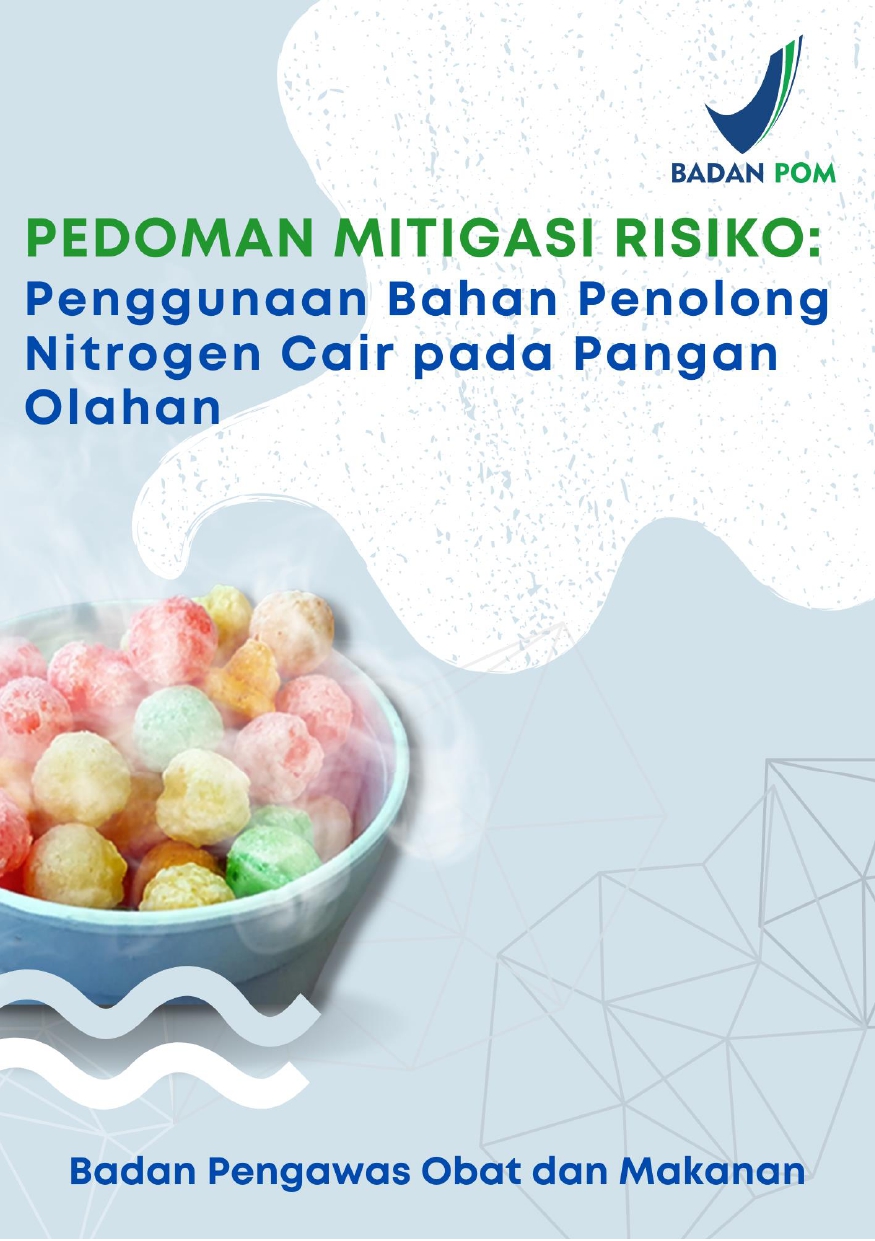 BADAN POM
PEDOMAN MITIGASI RISIKO:
Penggunaan Bahan Penolong
Nitrogen Cair pada Pangan
Olahan
Badan Pengawas Obat dan Makanan